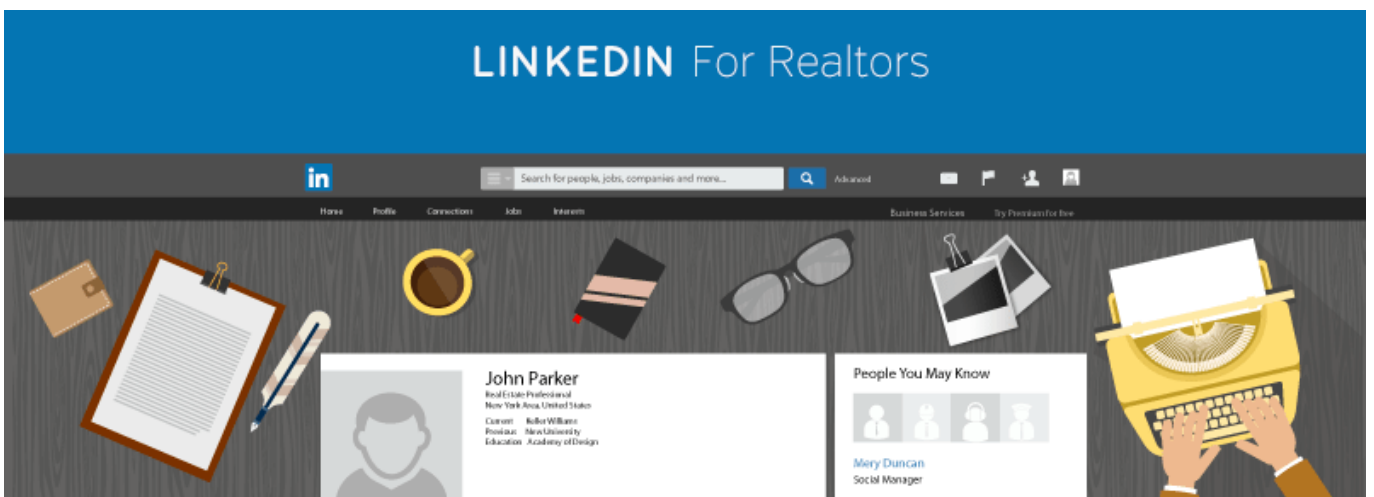 LINKEDIN For Realtors
in
Search for people, jobs, companies and more...
Advanced
Home Profile Connections Jobs Interests
Business Services Try Premium for free
John Parker
Real Estate Professional
New York Area, United States
Current Keller Williams
Previous New University
Education Academy of Design
People You May Know
Mery Duncan
Social Manager